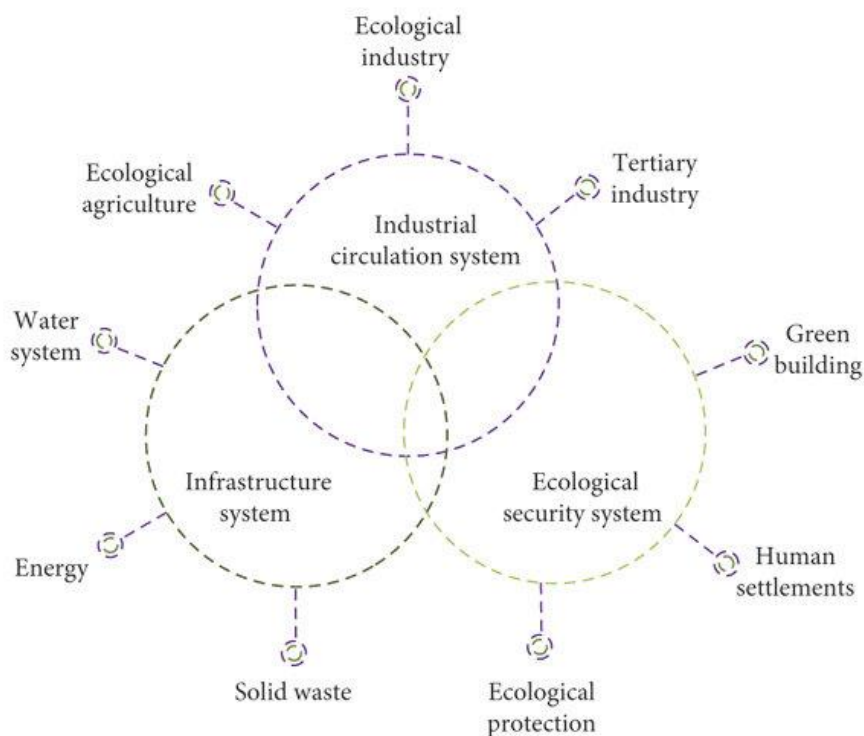 Ecological
industry
Ecological
agriculture
Tertiary
industry
Industrial
circulation system
Water
system
Green
building
Infrastructure
system
Ecological
security system
Energy
Human
settlements
Solid waste
Ecological
protection